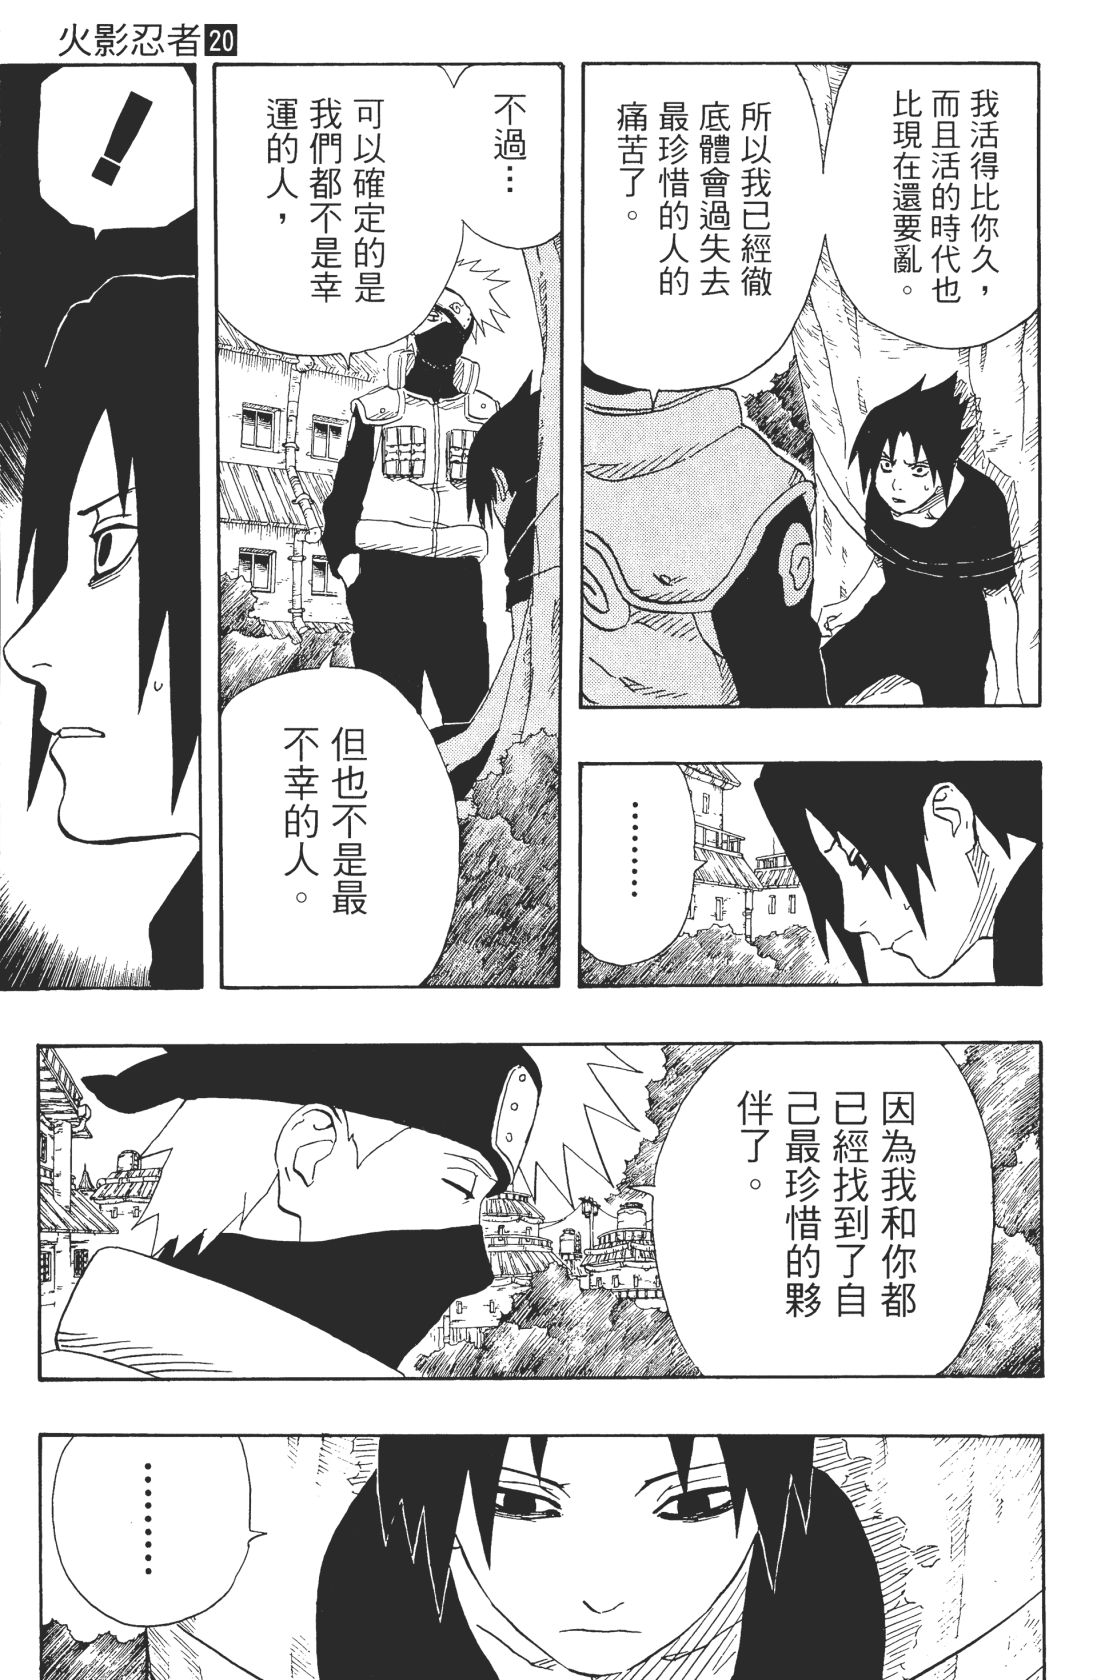 火影忍者20
我活得比你久，
而且活的時代也
比現在還要亂。
所以我已經徹
底體會過失去
最珍惜的人的
痛苦了。
………
不過…
可以確定的是
我們都不是幸
運的人，
但也不是最
不幸的人。
！
因為我和你都
已經找到了自
己最珍惜的夥
伴了。
………